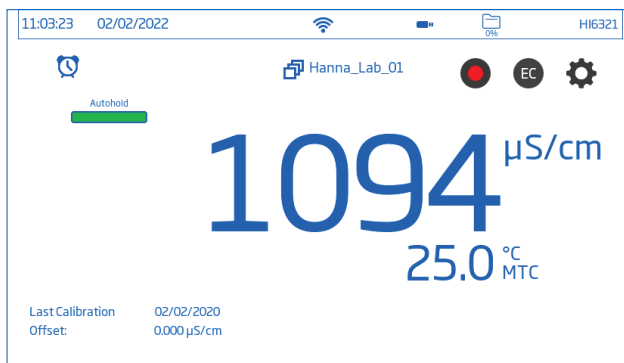 11:03:23 02/02/2022 0% HI6321
Hanna_Lab_01 EC
Autohold
1094 µS/cm
25.0 °C
MTC
Last Calibration 02/02/2020
Offset: 0.000 µS/cm